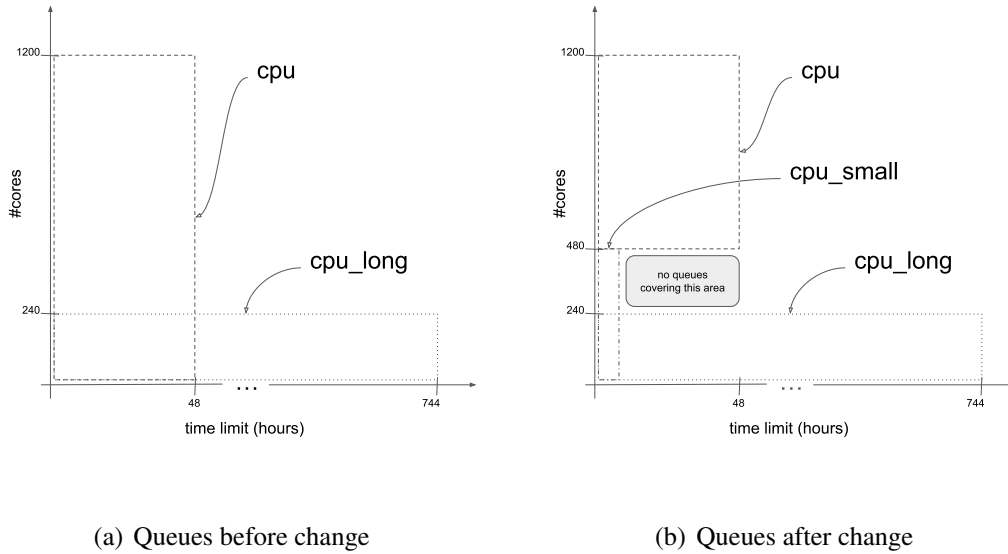 1200
cpu
#cores
cpu_long
240
...
48
744
time limit (hours)
(a) Queues before change
1200
cpu
cpu_small
#cores
480
no queues
covering this area
cpu_long
240
...
48
744
time limit (hours)
(b) Queues after change